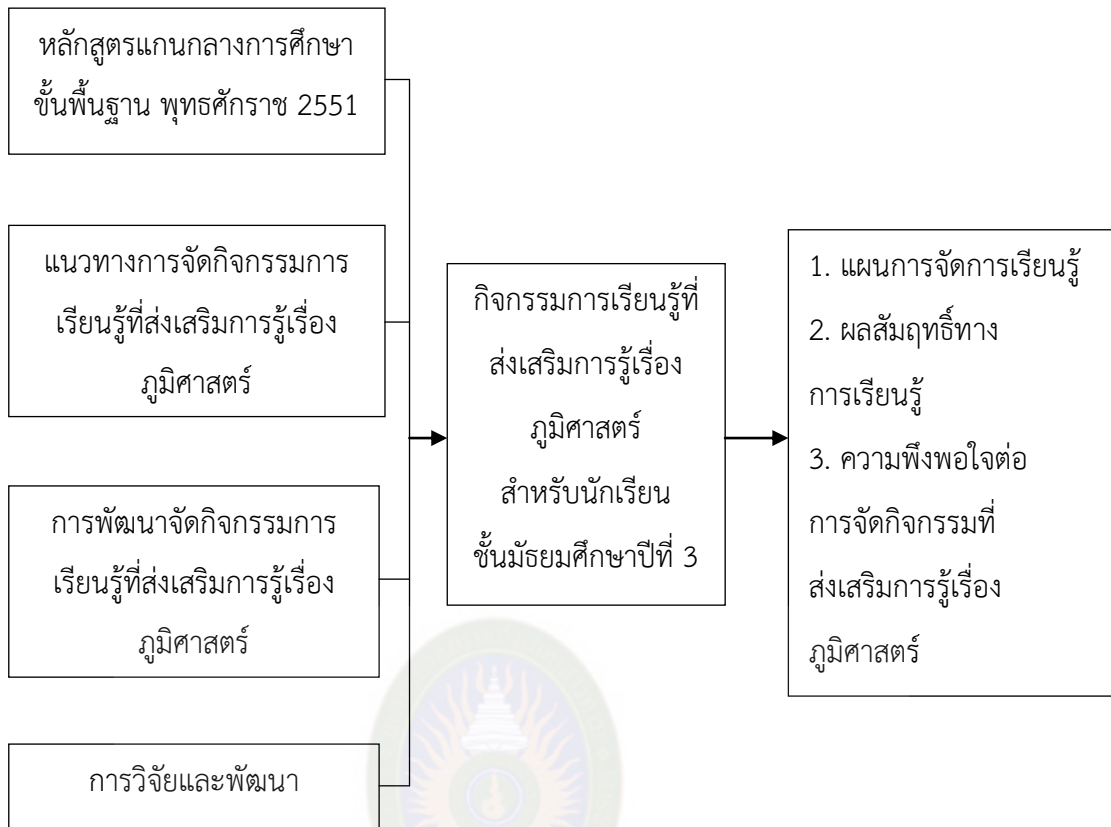 หลักสูตรแกนกลางการศึกษา
ขั้นพื้นฐาน พุทธศักราช 2551
แนวทางการจัดกิจกรรมการ
เรียนรู้ที่ส่งเสริมการรู้เรื่อง
ภูมิศาสตร์
การพัฒนาจัดกิจกรรมการ
เรียนรู้ที่ส่งเสริมการรู้เรื่อง
ภูมิศาสตร์
การวิจัยและพัฒนา
กิจกรรมการเรียนรู้ที่
ส่งเสริมการรู้เรื่อง
ภูมิศาสตร์
สำหรับนักเรียน
ชั้นมัธยมศึกษาปีที่ 3
1. แผนการจัดการเรียนรู้
2. ผลสัมฤทธิ์ทาง
การเรียนรู้
3. ความพึงพอใจต่อ
การจัดกิจกรรมที่
ส่งเสริมการรู้เรื่อง
ภูมิศาสตร์